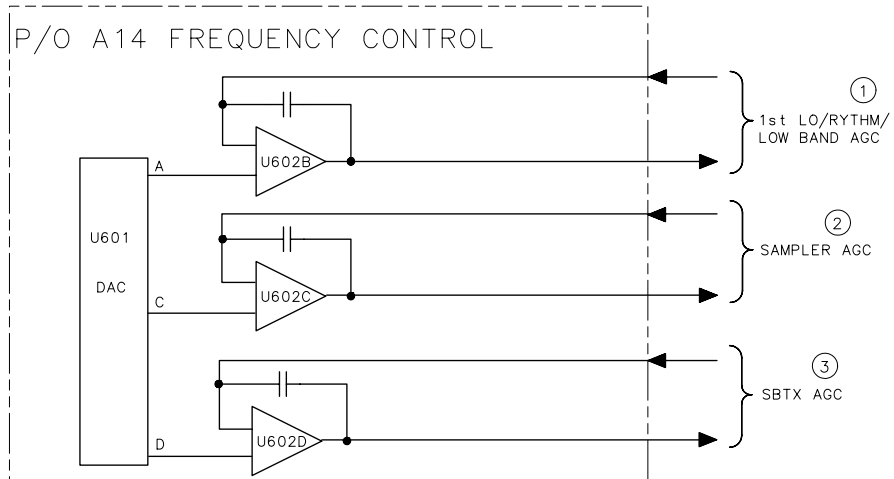 P/O A14 FREQUENCY CONTROL
1
1st LO/RYTHM/
LOW BAND AGC
U602B
A
U601
DAC
2
SAMPLER AGC
U602C
C
3
SBTX AGC
U602D
D